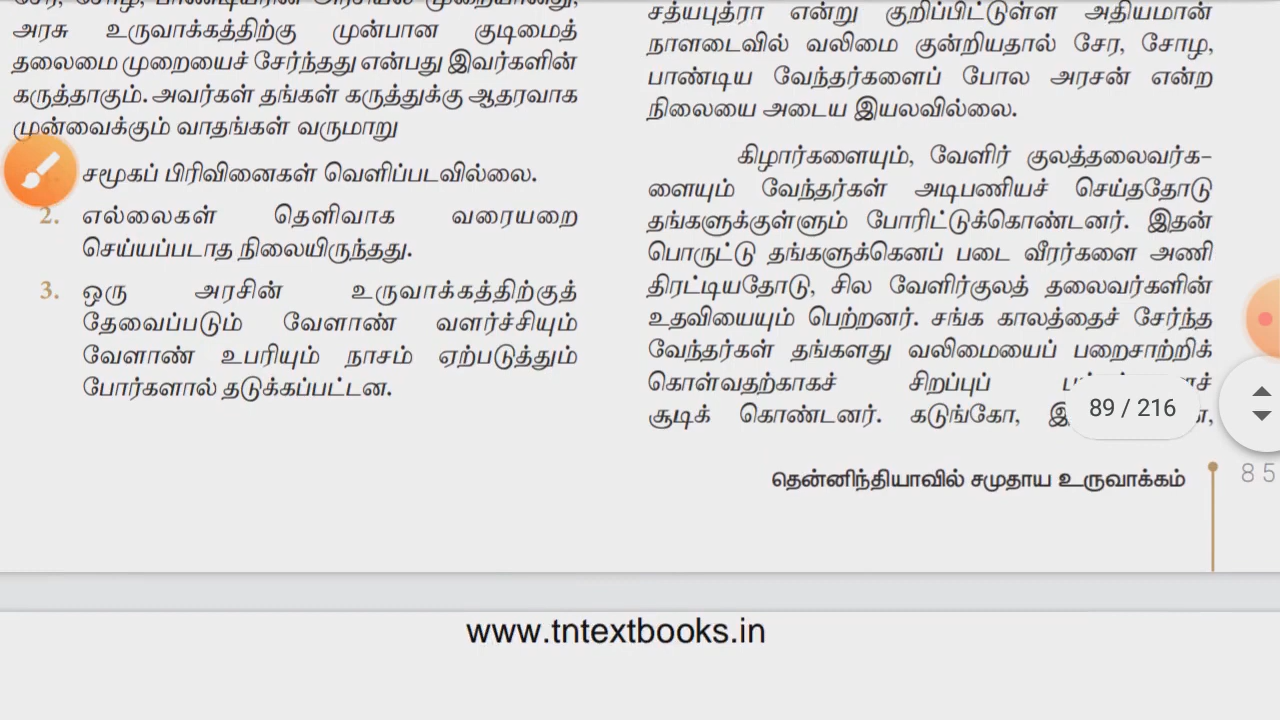 அரசு உருவாக்கத்திற்கு முன்பான குடிமைத்
தலைமை முறையைச் சேர்ந்தது என்பது இவர்களின்
கருத்தாகும். அவர்கள் தங்கள் கருத்துக்கு ஆதரவாக
முன்வைக்கும் வாதங்கள் வருமாறு
சமூகப் பிரிவினைகள் வெளிப்படவில்லை.
2. எல்லைகள் தெளிவாக வரையறை
செய்யப்படாத நிலையிருந்தது.
3. ஒரு அரசின் உருவாக்கத்திற்குத்
தேவைப்படும் வேளாண் வளர்ச்சியும்
வேளாண் உபரியும் நாசம் ஏற்படுத்தும்
போர்களால் தடுக்கப்பட்டன.
சத்யபுத்ரா என்று குறிப்பிட்டுள்ள அதியமான்
நாளடைவில் வலிமை குன்றியதால் சேர, சோழ,
பாண்டிய வேந்தர்களைப் போல அரசன் என்ற
நிலையை அடைய இயலவில்லை.
கிழார்களையும், வேளிர் குலத்தலைவர்க-
ளையும் வேந்தர்கள் அடிபணியச் செய்ததோடு
தங்களுக்குள்ளும் போரிட்டுக்கொண்டனர். இதன்
பொருட்டு தங்களுக்கெனப் படை வீரர்களை அணி
திரட்டியதோடு, சில வேளிர்குலத் தலைவர்களின்
உதவியையும் பெற்றனர். சங்க காலத்தைச் சேர்ந்த
வேந்தர்கள் தங்களது வலிமையைப் பறைசாற்றிக்
கொள்வதற்காகச் சிறப்புப்
சூடிக் கொண்டனர். கடுங்கோ,
89 / 216
தென்னிந்தியாவில் சமுதாய உருவாக்கம்
85
www.tntextbooks.in